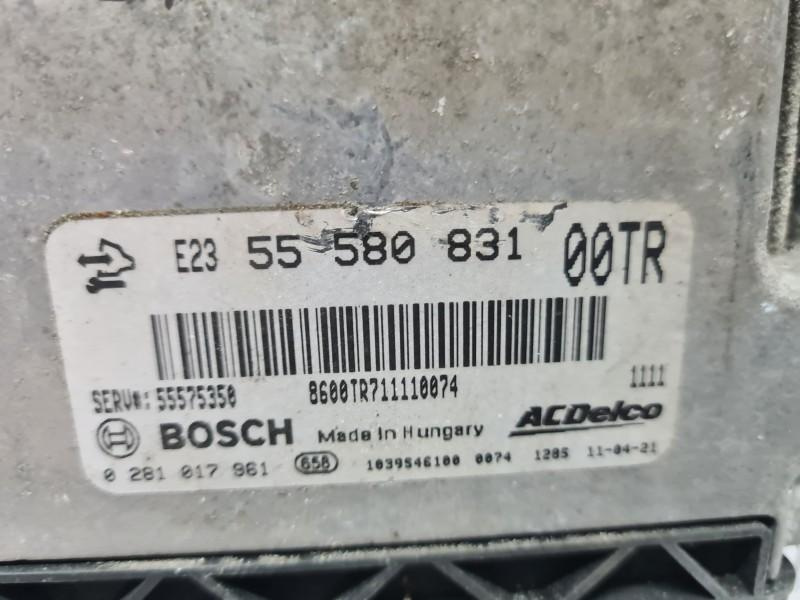 E23 55 580 831 00TR
SERV#: 55575350 8600TR711110074 1111
BOSCH Made in Hungary ACDelco
0 281 017 961 658 1039S46100 0074 1205 11-04-21